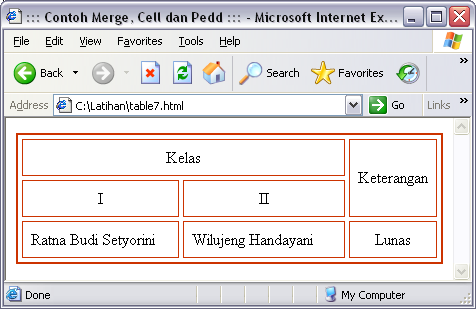 ::: Contoh Merge, Cell dan Pedd ::: - Microsoft Internet Ex...
File Edit View Favorites Tools Help
Back Search Favorites
Address C:\Latihan\table7.html Go Links
Kelas
Keterangan
I II
Ratna Budi Setyorini Wilujeng Handayani Lunas
Done My Computer